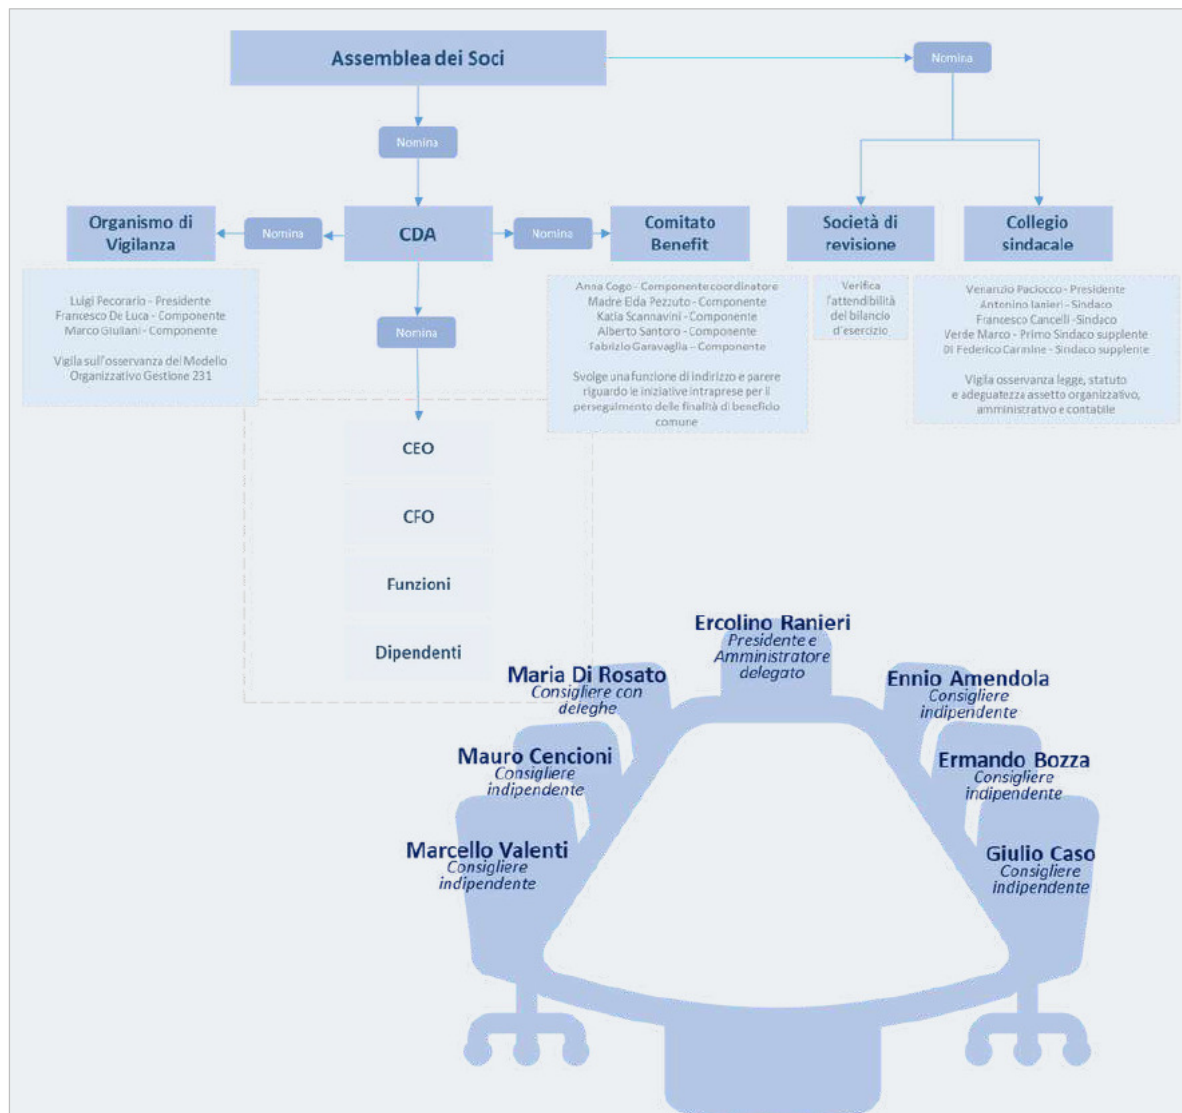 Assemblea dei Soci
Nomina
Nomina
Organismo di
Vigilanza
Nomina
CDA
Nomina
Comitato
Benefit
Società di
revisione
Collegio
sindacale
Luigi Pecorario - Presidente
Francesco De Luca - Componente
Marco Giuliani - Componente
Vigila sull'osservanza del Modello
Organizzativo Gestione 231
Nomina
Anna Cogo - Componente coordinatore
Madre Elda Pezzuto - Componente
Katia Scannavini - Componente
Alberto Santoro - Componente
Fabrizio Garavaglia - Componente
Svolge una funzione di indirizzo e parere
riguardo le iniziative intraprese per il
perseguimento delle finalità di beneficio
comune
Verifica
l'attendibilità
del bilancio
d'esercizio
Venanzio Paciocco - Presidente
Antonino Ianieri - Sindaco
Francesco Cancelli -Sindaco
Verde Marco - Primo Sindaco supplente
Di Federico Carmine - Sindaco supplente
Vigila osservanza legge, statuto
e adeguatezza assetto organizzativo,
amministrativo e contabile
CEO
CFO
Funzioni
Dipendenti
Ercolino Ranieri
Presidente e
Amministratore
delegato
Maria Di Rosato
Consigliere con
deleghe
Ennio Amendola
Consigliere
indipendente
Mauro Cencioni
Consigliere
indipendente
Ermando Bozza
Consigliere
indipendente
Marcello Valenti
Consigliere
indipendente
Giulio Caso
Consigliere
indipendente